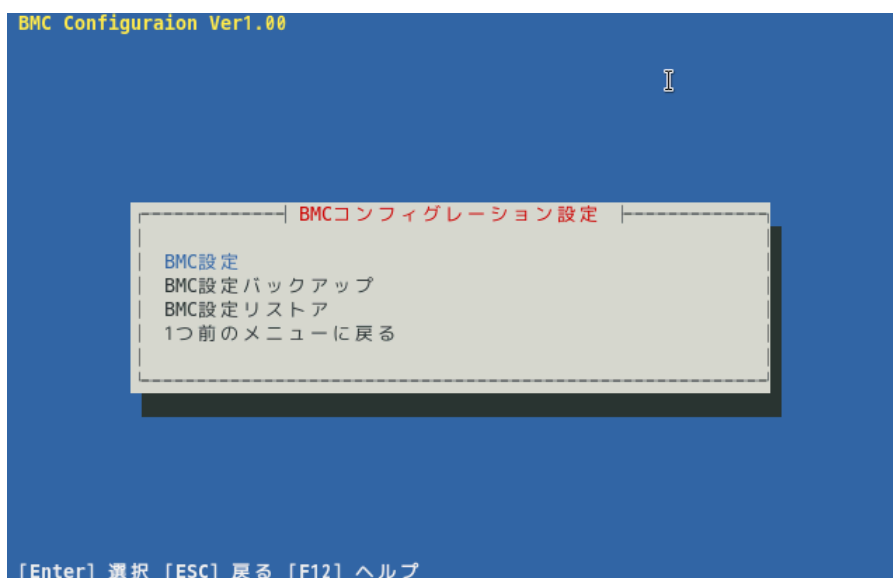 BMC Configuraion Ver1.00
BMCコンフィグレーション設定
BMC設定
BMC設定バックアップ
BMC設定リストア
1つ前のメニューに戻る
[Enter] 選択 [ESC] 戻る [F12] ヘルプ